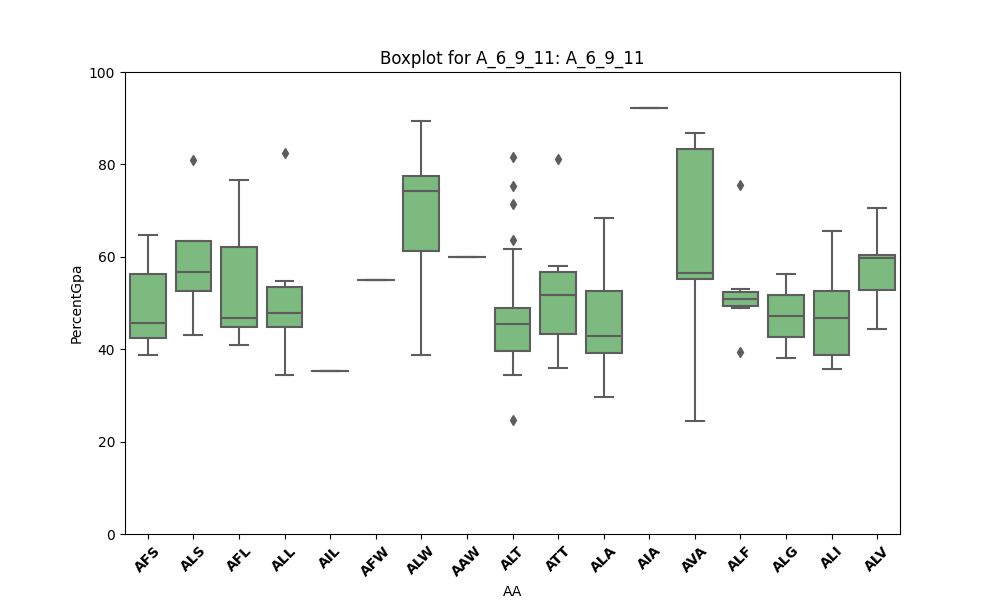 Boxplot for A_6_9_11: A_6_9_11
100
80
60
40
20
0
PercentGpa
AFS ALS AFL ALL AIL AFW ALW AAW ALT ATT ALA AIA AVA ALF ALG ALI ALV
AA